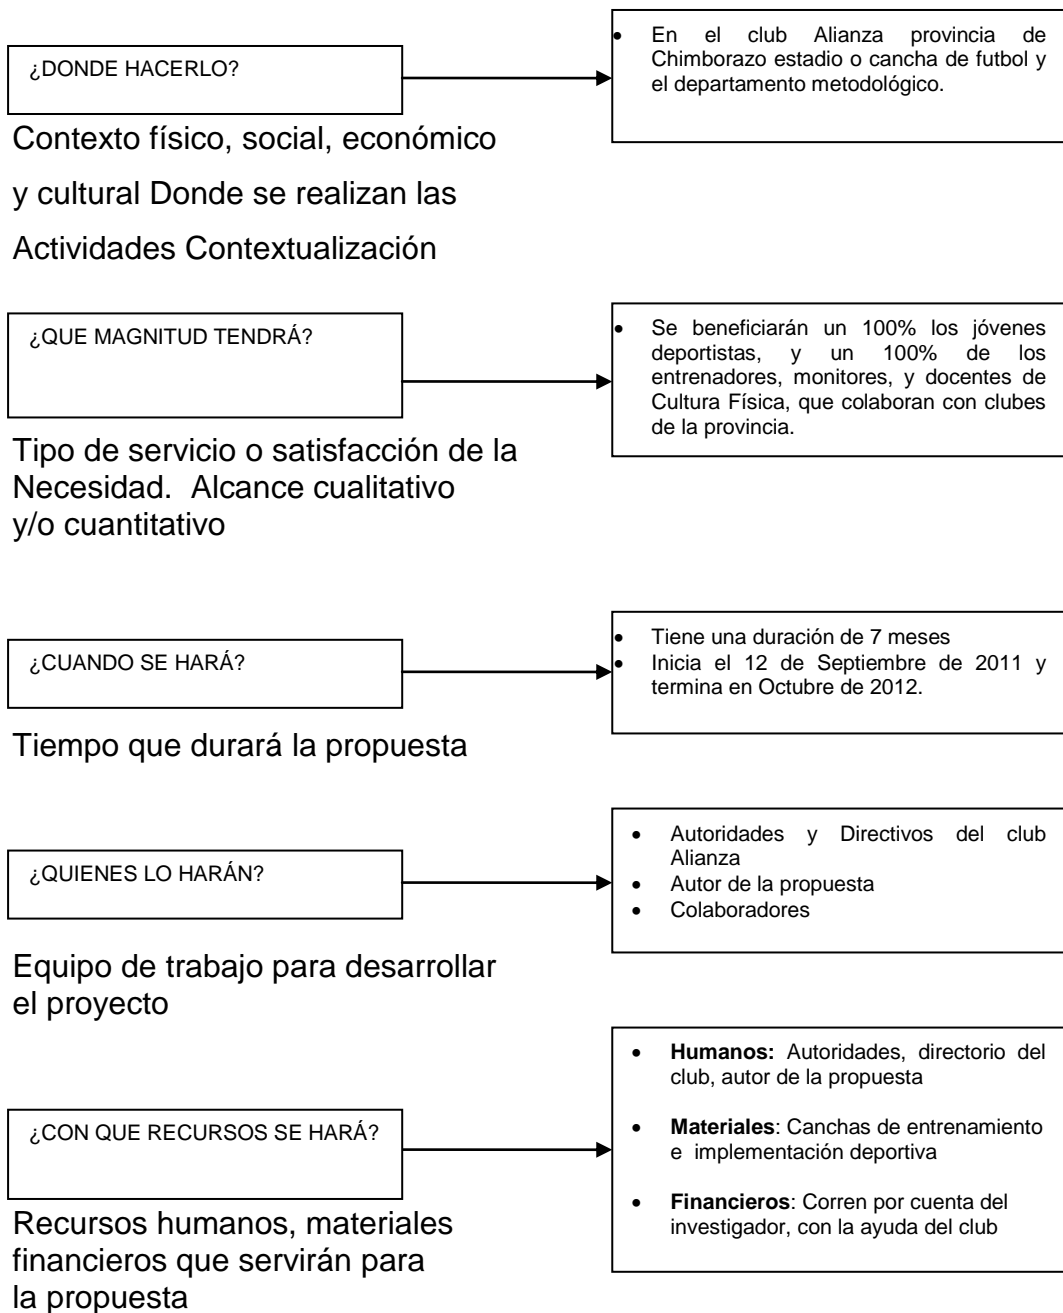 ¿DONDE HACERLO?
• En el club Alianza provincia de
Chimborazo estadio o cancha de futbol y
el departamento metodológico.
Contexto físico, social, económico
y cultural Donde se realizan las
Actividades Contextualización
¿QUE MAGNITUD TENDRÁ?
• Se beneficiarán un 100% los jóvenes
deportistas, y un 100% de los
entrenadores, monitores, y docentes de
Cultura Física, que colaboran con clubes
de la provincia.
Tipo de servicio o satisfacción de la
Necesidad. Alcance cualitativo
y/o cuantitativo
¿CUANDO SE HARÁ?
• Tiene una duración de 7 meses
• Inicia el 12 de Septiembre de 2011 y
termina en Octubre de 2012.
Tiempo que durará la propuesta
¿QUIENES LO HARÁN?
• Autoridades y Directivos del club
Alianza
• Autor de la propuesta
• Colaboradores
Equipo de trabajo para desarrollar
el proyecto
¿CON QUE RECURSOS SE HARÁ?
• Humanos: Autoridades, directorio del
club, autor de la propuesta
• Materiales: Canchas de entrenamiento
e implementación deportiva
• Financieros: Corren por cuenta del
investigador, con la ayuda del club
Recursos humanos, materiales
financieros que servirán para
la propuesta